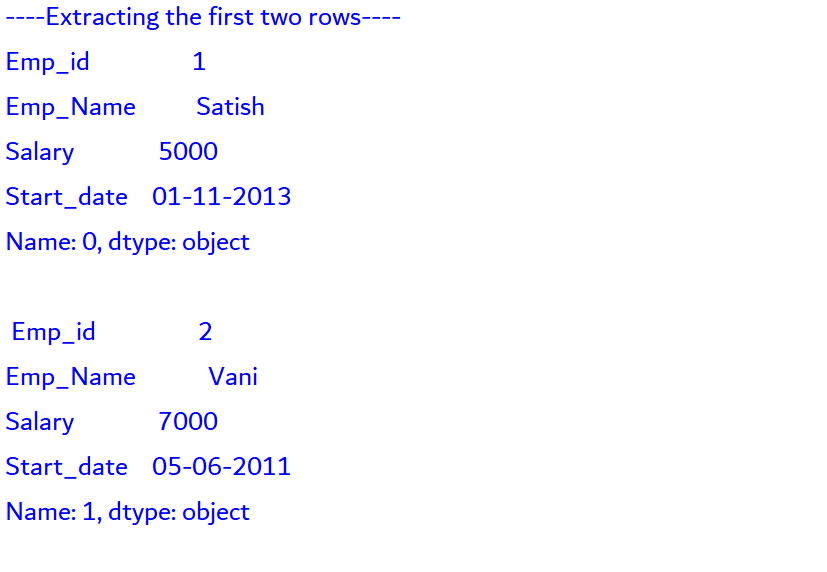 ----Extracting the first two rows----
Emp_id 1
Emp_Name Satish
Salary 5000
Start_date 01-11-2013
Name: 0, dtype: object
Emp_id 2
Emp_Name Vani
Salary 7000
Start_date 05-06-2011
Name: 1, dtype: object